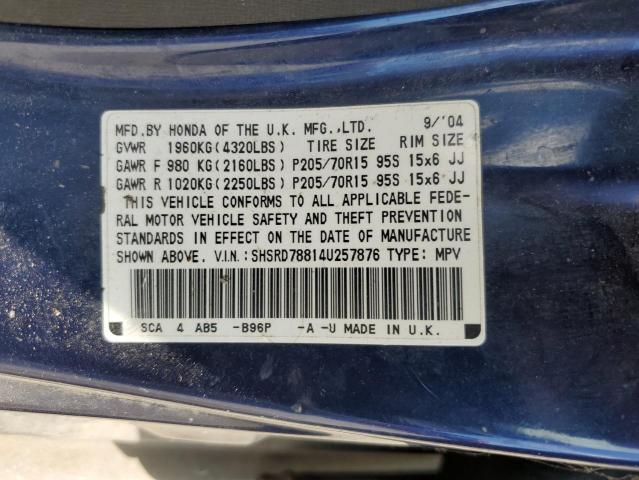 MFD.BY HONDA OF THE U.K. MFG.,LTD. 9/'04
GVWR 1960KG(4320LBS) TIRE SIZE RIM SIZE
GAWR F 980 KG(2160LBS) P205/70R15 95S 15x6 JJ
GAWR R 1020KG(2250LBS) P205/70R15 95S 15x6 JJ
THIS VEHICLE CONFORMS TO ALL APPLICABLE FEDE-
RAL MOTOR VEHICLE SAFETY AND THEFT PREVENTION
STANDARDS IN EFFECT ON THE DATE OF MANUFACTURE
SHOWN ABOVE. V.I.N.:SHSRD78814U257876 TYPE: MPV
SCA 4 AB5 -B96P -A -U MADE IN U.K.